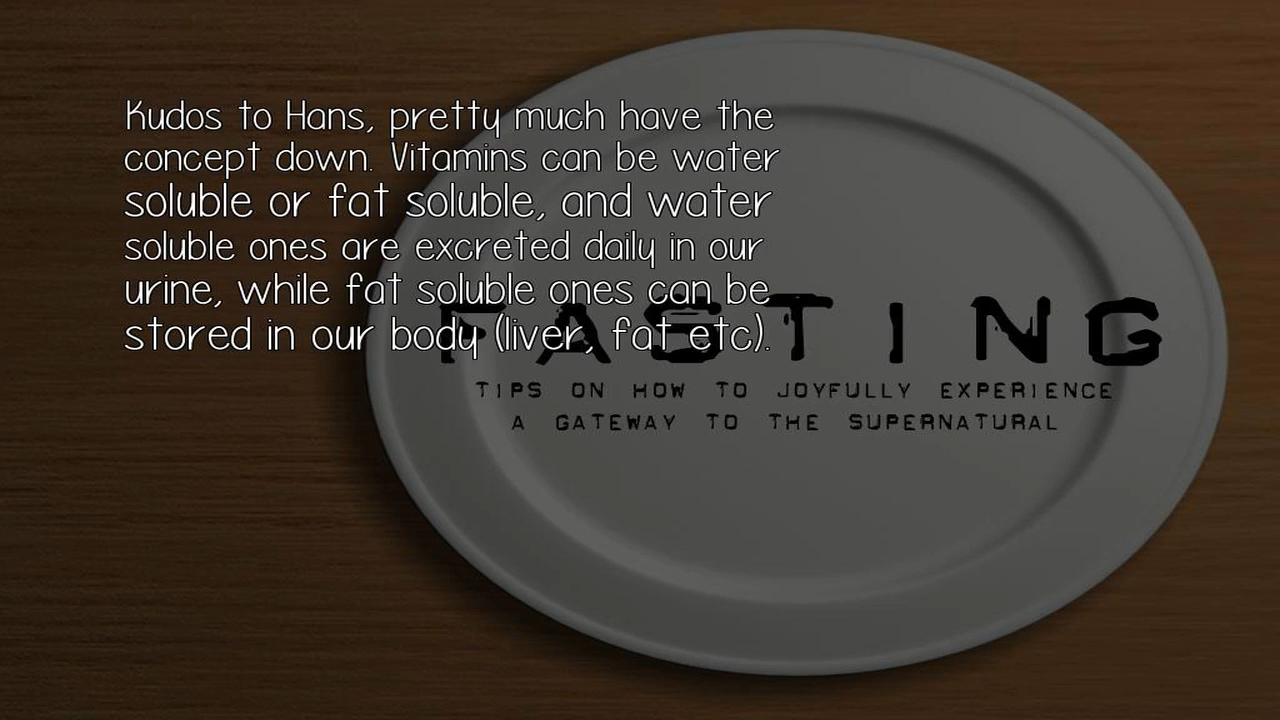 Kudos to Hans, pretty much have the
concept down. Vitamins can be water
soluble or fat soluble, and water
soluble ones are excreted daily in our
urine, while fat soluble ones can be
stored in our body (liver, fat etc).
FASTING
TIPS ON HOW TO JOYFULLY EXPERIENCE
A GATEWAY TO THE SUPERNATURAL